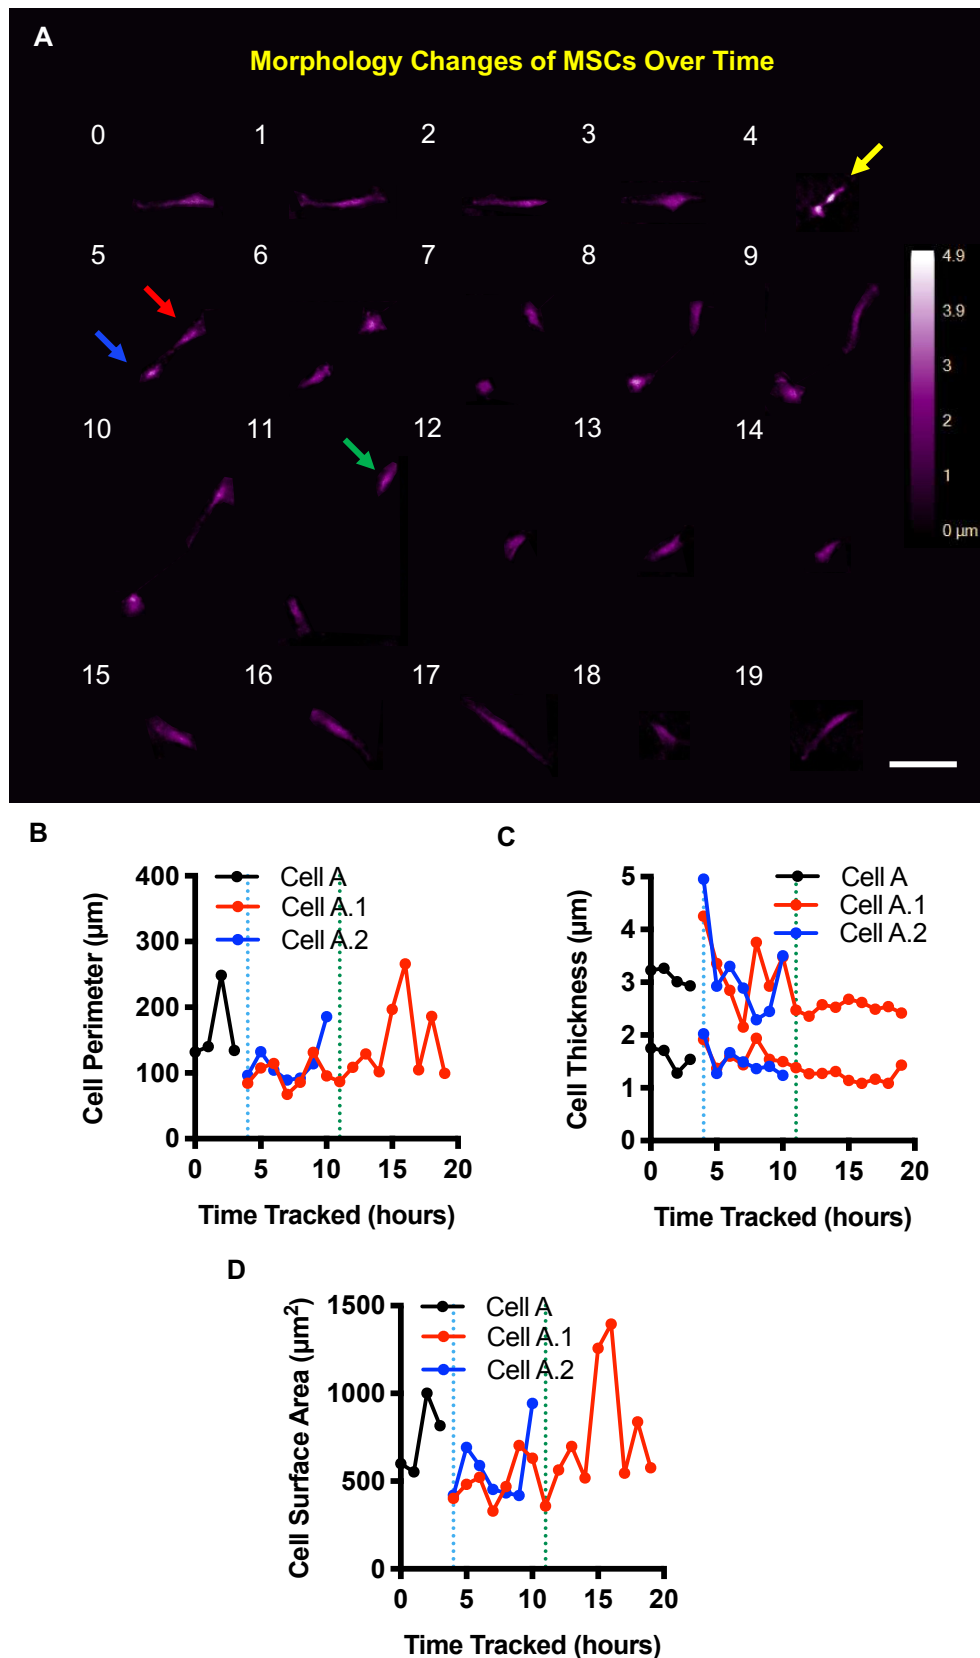 A
Morphology Changes of MSCs Over Time
0 1 2 3 4
5 6 7 8 9
4.9
3.9
3
2
1
0 µm
10 11 12 13 14
15 16 17 18 19
B
Cell Perimeter (µm)
400
300
200
100
0
Cell A
Cell A.1
Cell A.2
0 5 10 15 20
Time Tracked (hours)
C
Cell Thickness (µm)
5
4
3
2
1
0
Cell A
Cell A.1
Cell A.2
0 5 10 15 20
Time Tracked (hours)
D
Cell Surface Area (µm²)
1500
1000
500
0
Cell A
Cell A.1
Cell A.2
0 5 10 15 20
Time Tracked (hours)